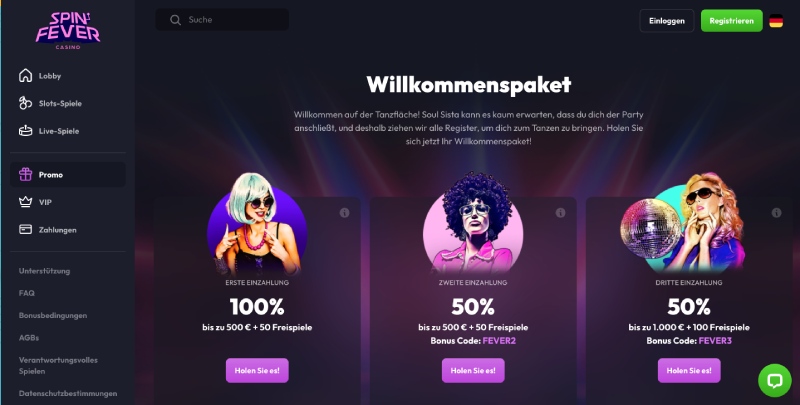 SPIN'
FEVER
CASINO
Suche
Einloggen
Registrieren
Lobby
Slots-Spiele
Live-Spiele
Promo
VIP
Zahlungen
Unterstützung
FAQ
Bonusbedingungen
AGBs
Verantwortungsvolles
Spielen
Datenschutzbestimmungen
Willkommenspaket
Willkommen auf der Tanzfläche! Soul Sista kann es kaum erwarten, dass du dich der Party
anschließt, und deshalb ziehen wir alle Register, um dich zum Tanzen zu bringen. Holen Sie
sich jetzt Ihr Willkommenspaket!
ERSTE EINZAHLUNG
100%
bis zu 500 € + 50 Freispiele
Holen Sie es!
ZWEITE EINZAHLUNG
50%
bis zu 500 € + 50 Freispiele
Bonus Code: FEVER2
Holen Sie es!
DRITTE EINZAHLUNG
50%
bis zu 1.000 € + 100 Freispiele
Bonus Code: FEVER3
Holen Sie es!